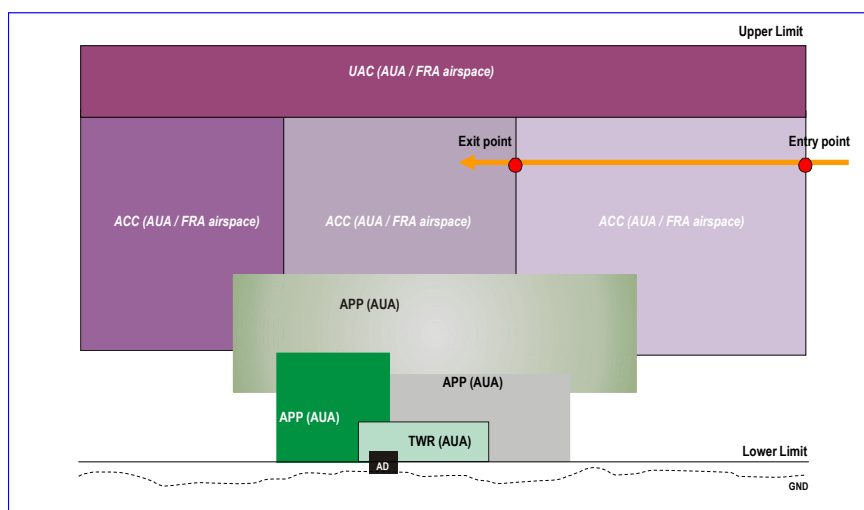 Upper Limit
UAC (AUA / FRA airspace)
Exit point
Entry point
ACC (AUA / FRA airspace)
ACC (AUA / FRA airspace)
ACC (AUA / FRA airspace)
APP (AUA)
APP (AUA)
APP (AUA)
TWR (AUA)
Lower Limit
AD
GND